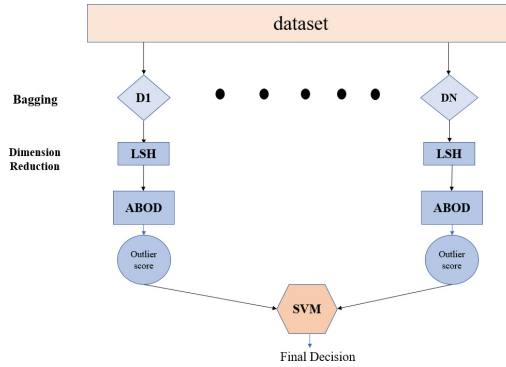 dataset
Bagging
D1
DN
Dimension
Reduction
LSH
LSH
ABOD
ABOD
Outlier
score
Outlier
score
SVM
Final Decision